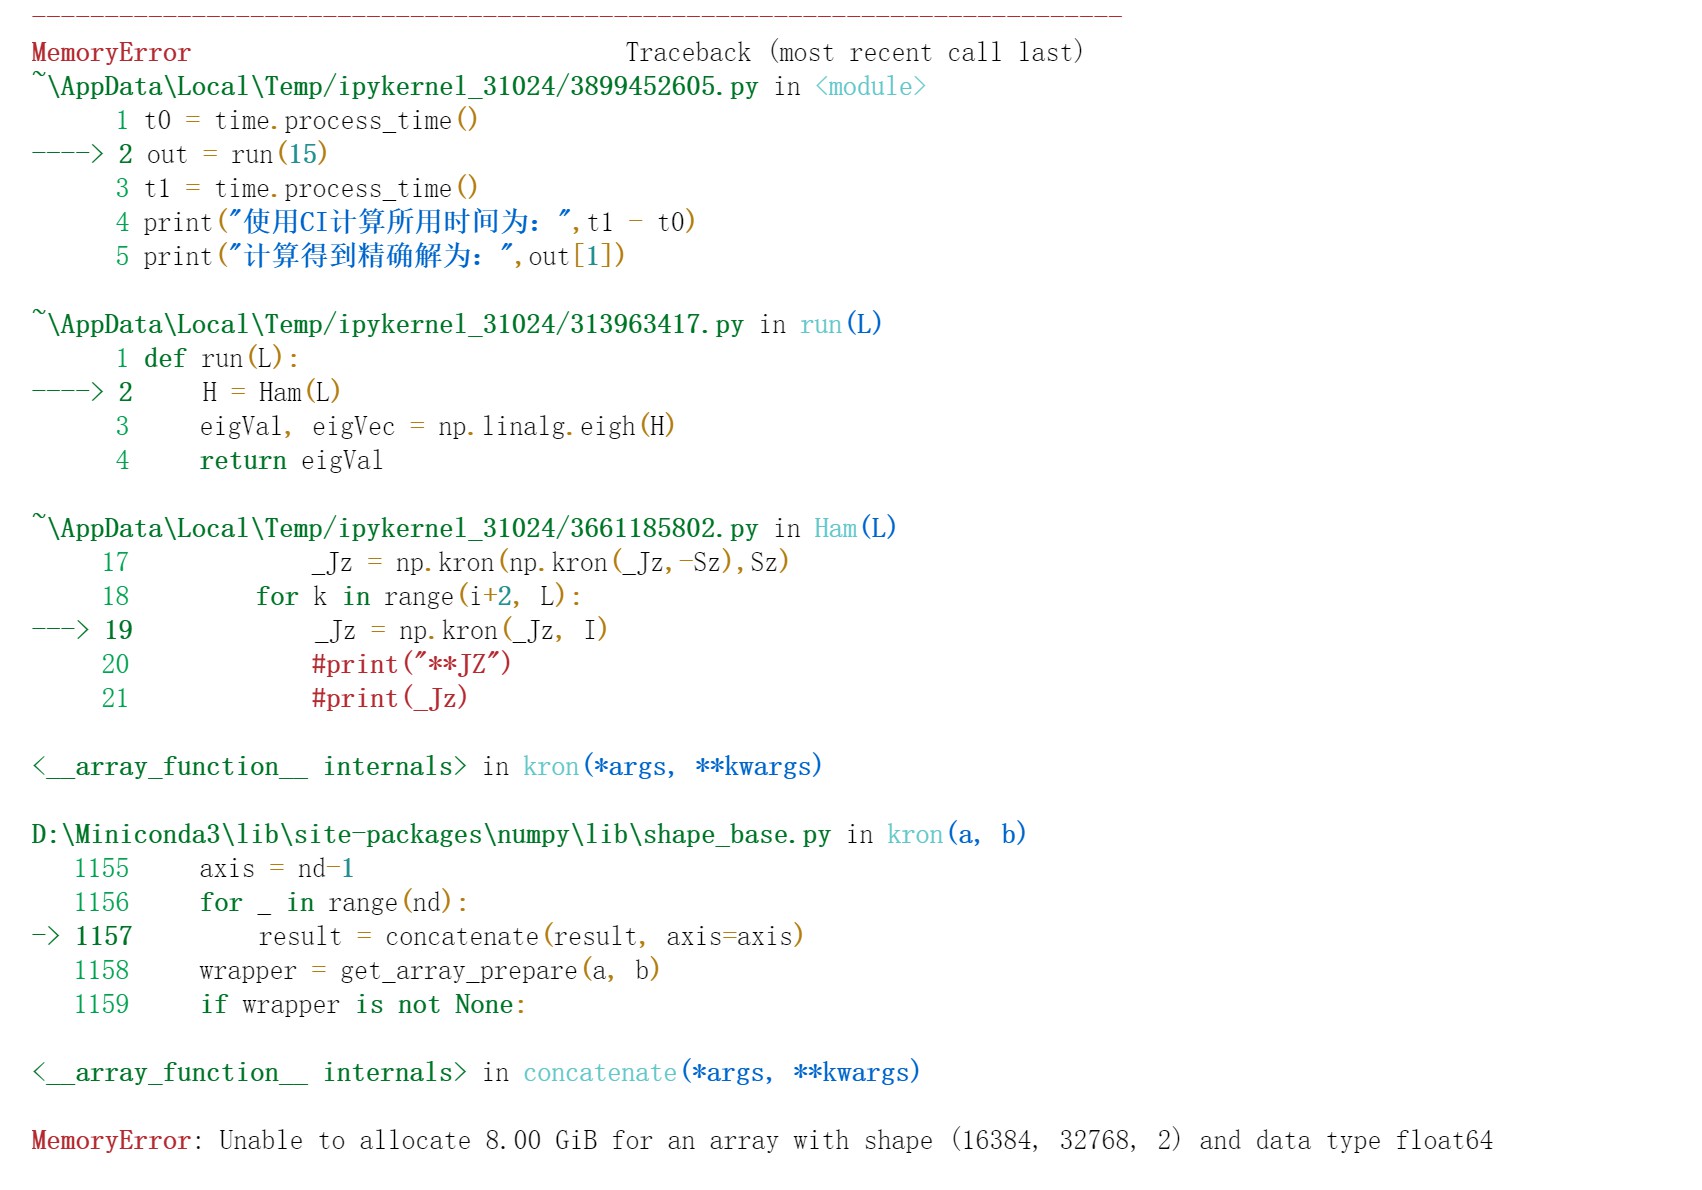 ---------------------------------------------------------------------------
MemoryError                               Traceback (most recent call last)
~\AppData\Local\Temp/ipykernel_31024/3899452605.py in <module>
      1 t0 = time.process_time()
----> 2 out = run(15)
      3 t1 = time.process_time()
      4 print("使用CI计算所用时间为：",t1 - t0)
      5 print("计算得到精确解为：",out[1])

~\AppData\Local\Temp/ipykernel_31024/313963417.py in run(L)
      1 def run(L):
----> 2     H = Ham(L)
      3     eigVal, eigVec = np.linalg.eigh(H)
      4     return eigVal

~\AppData\Local\Temp/ipykernel_31024/3661185802.py in Ham(L)
     17             _Jz = np.kron(np.kron(_Jz,-Sz),Sz)
     18         for k in range(i+2, L):
---> 19             _Jz = np.kron(_Jz, I)
     20             #print("**JZ")
     21             #print(_Jz)

<__array_function__ internals> in kron(*args, **kwargs)

D:\Miniconda3\lib\site-packages\numpy\lib\shape_base.py in kron(a, b)
   1155     axis = nd-1
   1156     for _ in range(nd):
-> 1157         result = concatenate(result, axis=axis)
   1158     wrapper = get_array_prepare(a, b)
   1159     if wrapper is not None:

<__array_function__ internals> in concatenate(*args, **kwargs)

MemoryError: Unable to allocate 8.00 GiB for an array with shape (16384, 32768, 2) and data type float64